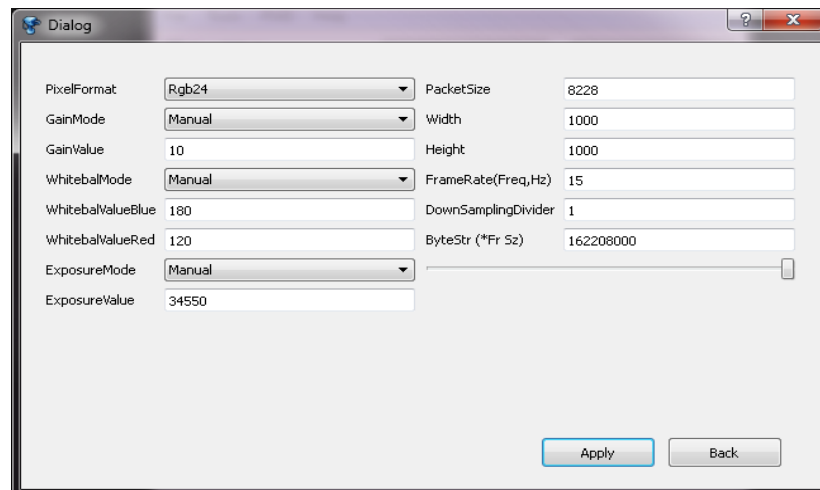 Dialog
PixelFormat Rgb24
GainMode Manual
GainValue 10
WhitebalMode Manual
WhitebalValueBlue 180
WhitebalValueRed 120
ExposureMode Manual
ExposureValue 34550
PacketSize 8228
Width 1000
Height 1000
FrameRate(Freq,Hz) 15
DownSamplingDivider 1
ByteStr (*Fr Sz) 162208000
Apply
Back